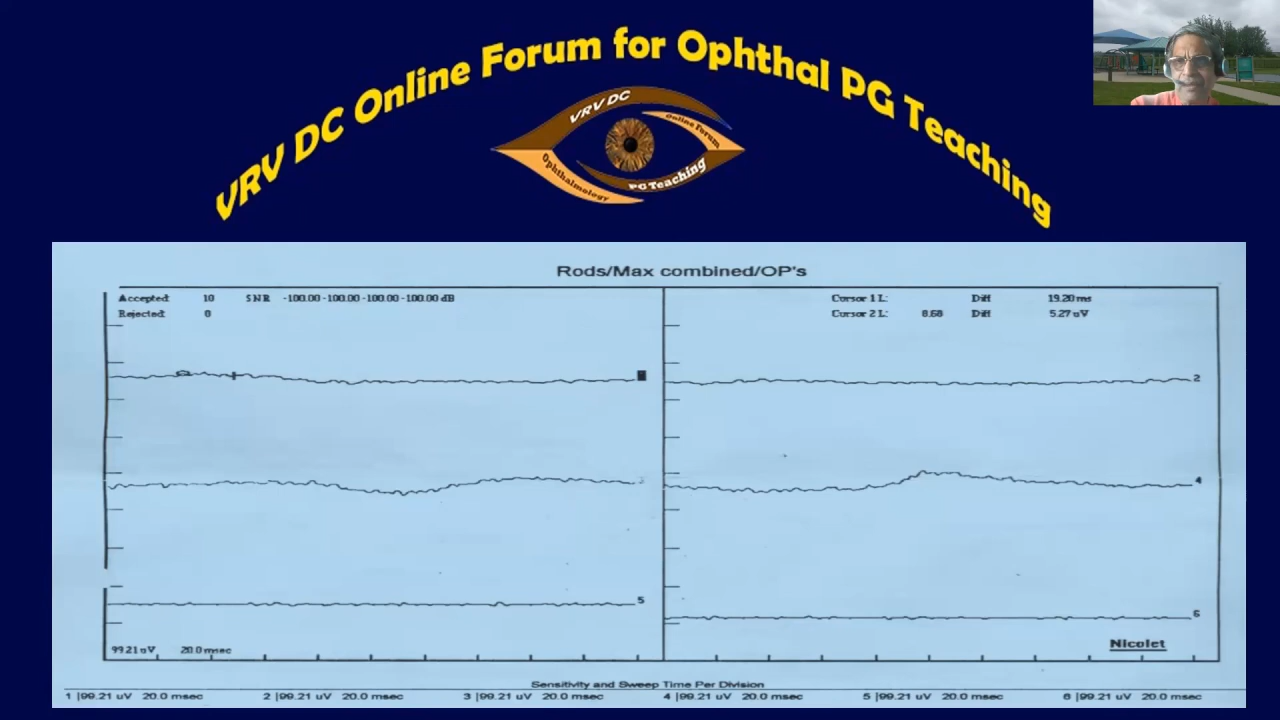 VRV DC Online Forum for Ophthal PG Teaching
VRV DC
Online Forum
Ophthalmology
PG Teaching
Rods/Max combined/OP's
Accepted: 10 SNR -100.00 -100.00 -100.00 -100.00 dB
Rejected: 0
Cursor 1 L: Diff 19.20 ms
Cursor 2 L: 8.68 Diff 5.27 uV
2
4
5
6
99.21 uV 20.0 msec
Nicolet
Sensitivity and Sweep Time Per Division
1 |99.21 uV 20.0 msec 2 |99.21 uV 20.0 msec 3 |99.21 uV 20.0 msec 4 |99.21 uV 20.0 msec 5 |99.21 uV 20.0 msec 6 |99.21 uV 20.0 msec